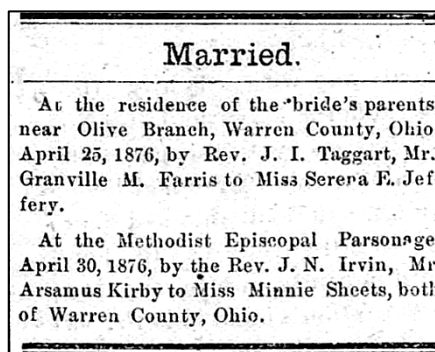 Married.
At the residence of the bride's parents
near Olive Branch, Warren County, Ohio
April 25, 1876, by Rev. J. I. Taggart, Mr.
Granville M. Farris to Miss Serena E. Jef
fery.
At the Methodist Episcopal Parsonage
April 30, 1876, by the Rev. J. N. Irvin, Mr
Arsamus Kirby to Miss Minnie Sheets, both
of Warren County, Ohio.